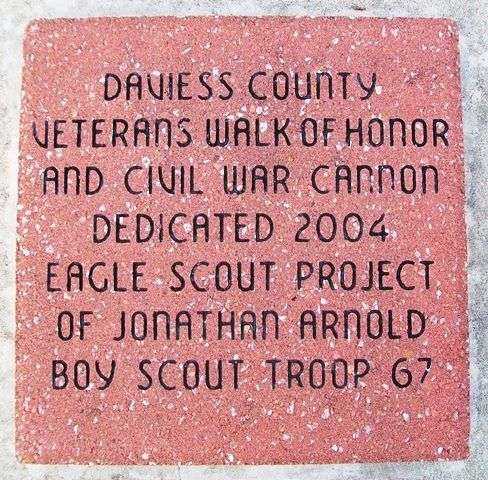 DAVIESS COUNTY
VETERANS WALK OF HONOR
AND CIVIL WAR CANNON
DEDICATED 2004
EAGLE SCOUT PROJECT
OF JONATHAN ARNOLD
BOY SCOUT TROOP 67